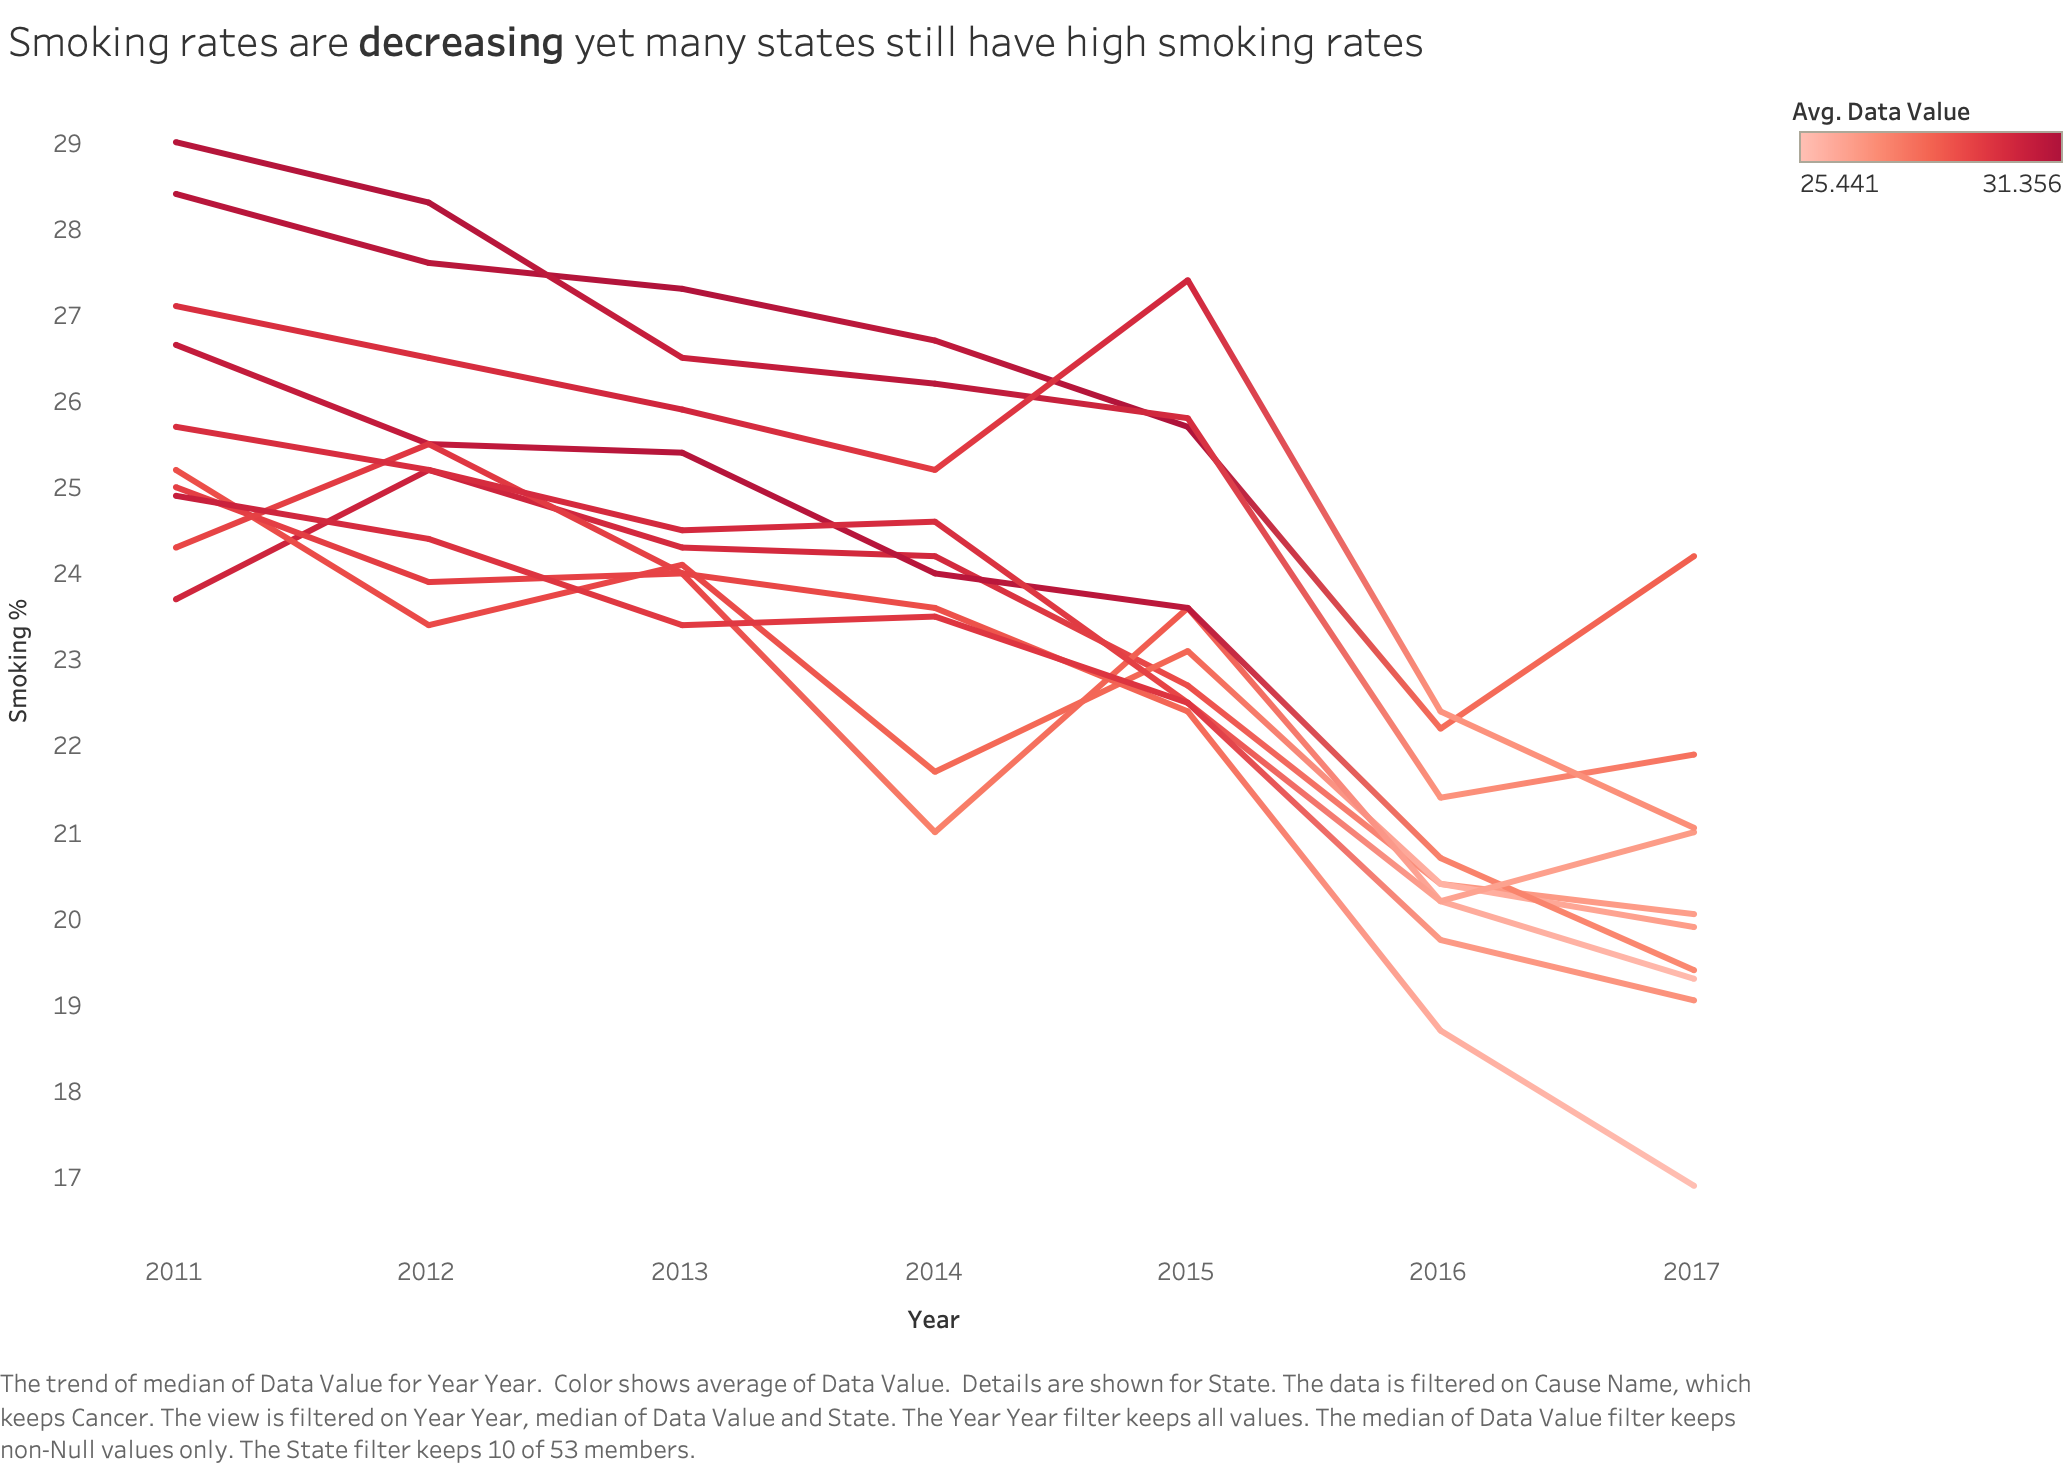 Smoking rates are decreasing yet many states still have high smoking rates
Avg. Data Value
25.441 31.356
29
28
27
26
25
24
23
22
21
20
19
18
17
Smoking %
2011 2012 2013 2014 2015 2016 2017
Year
The trend of median of Data Value for Year Year.  Color shows average of Data Value.  Details are shown for State. The data is filtered on Cause Name, which
keeps Cancer. The view is filtered on Year Year, median of Data Value and State. The Year Year filter keeps all values. The median of Data Value filter keeps
non-Null values only. The State filter keeps 10 of 53 members.